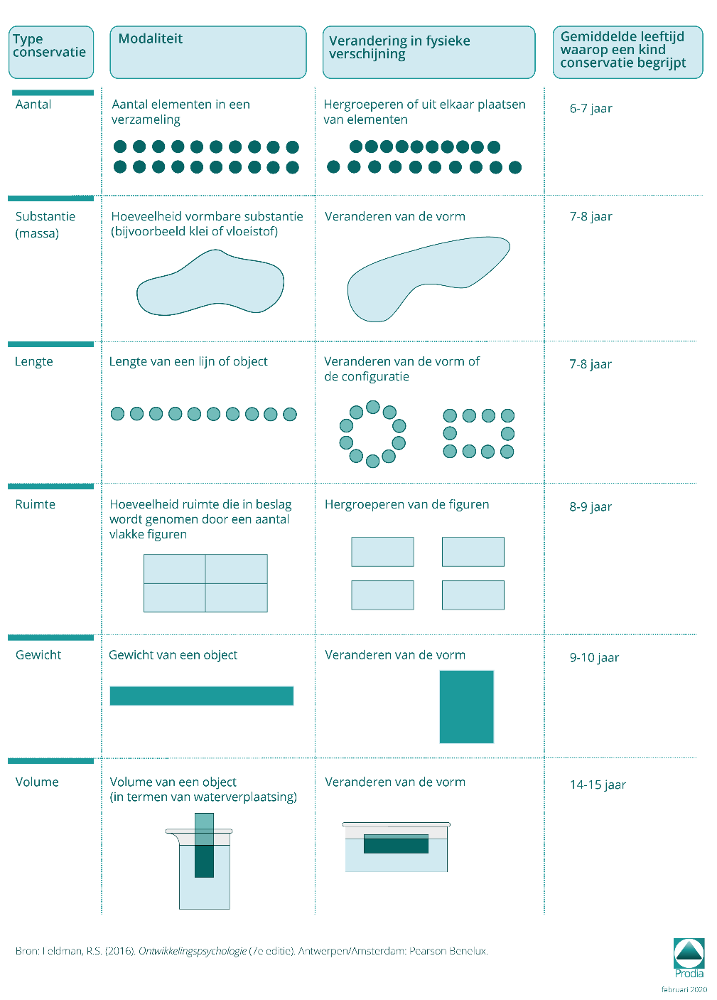 Type
conservatie
Modaliteit
Verandering in fysieke
verschijning
Gemiddelde leeftijd
waarop een kind
conservatie begrijpt
Aantal
Aantal elementen in een
verzameling
Hergroeperen of uit elkaar plaatsen
van elementen
6-7 jaar
Substantie
(massa)
Hoeveelheid vormbare substantie
(bijvoorbeeld klei of vloeistof)
Veranderen van de vorm
7-8 jaar
Lengte
Lengte van een lijn of object
Veranderen van de vorm of
de configuratie
7-8 jaar
Ruimte
Hoeveelheid ruimte die in beslag
wordt genomen door een aantal
vlakke figuren
Hergroeperen van de figuren
8-9 jaar
Gewicht
Gewicht van een object
Veranderen van de vorm
9-10 jaar
Volume
Volume van een object
(in termen van waterverplaatsing)
Veranderen van de vorm
14-15 jaar
Bron: Feldman, R.S. (2016). Ontwikkelingspsychologie (7e editie). Antwerpen/Amsterdam: Pearson Benelux.
Prodia
februari 2020